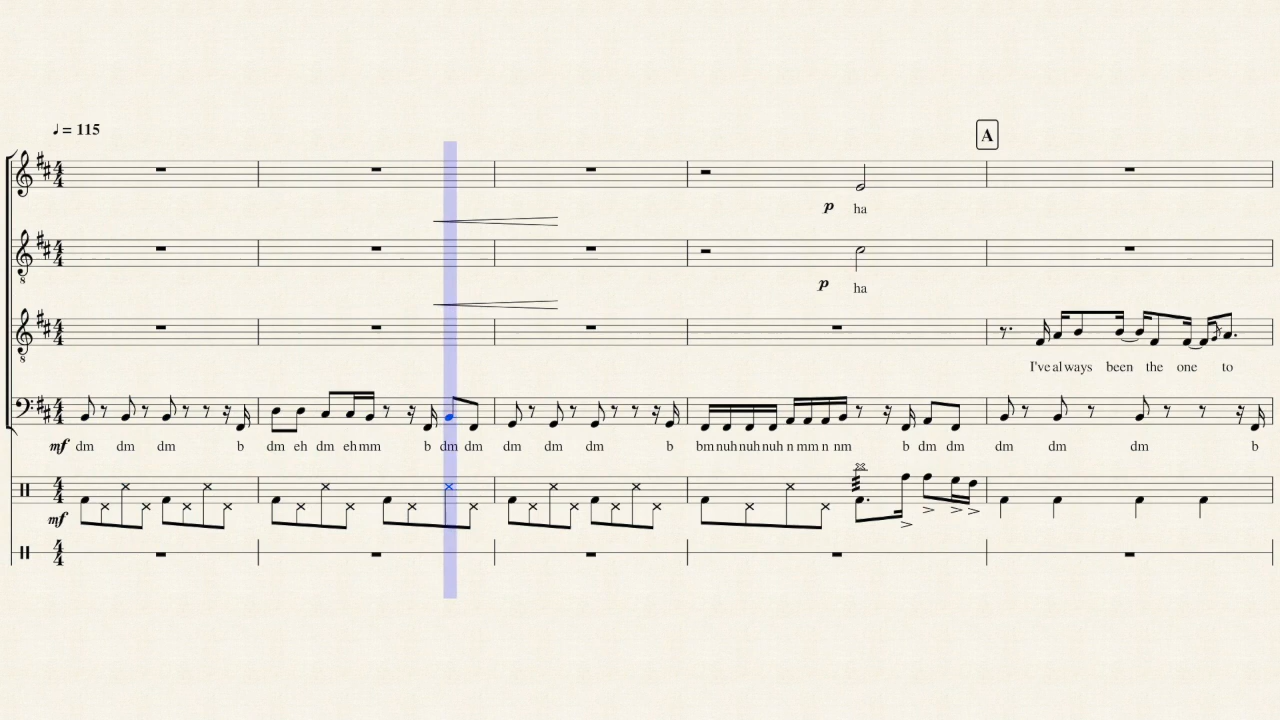 ♩ = 115
A
p ha
p ha
I've al ways been the one to
mf dm dm dm b dm eh dm eh mm b dm dm dm dm dm b bm nuh nuh nuh n mm n nm b dm dm dm dm dm b
mf